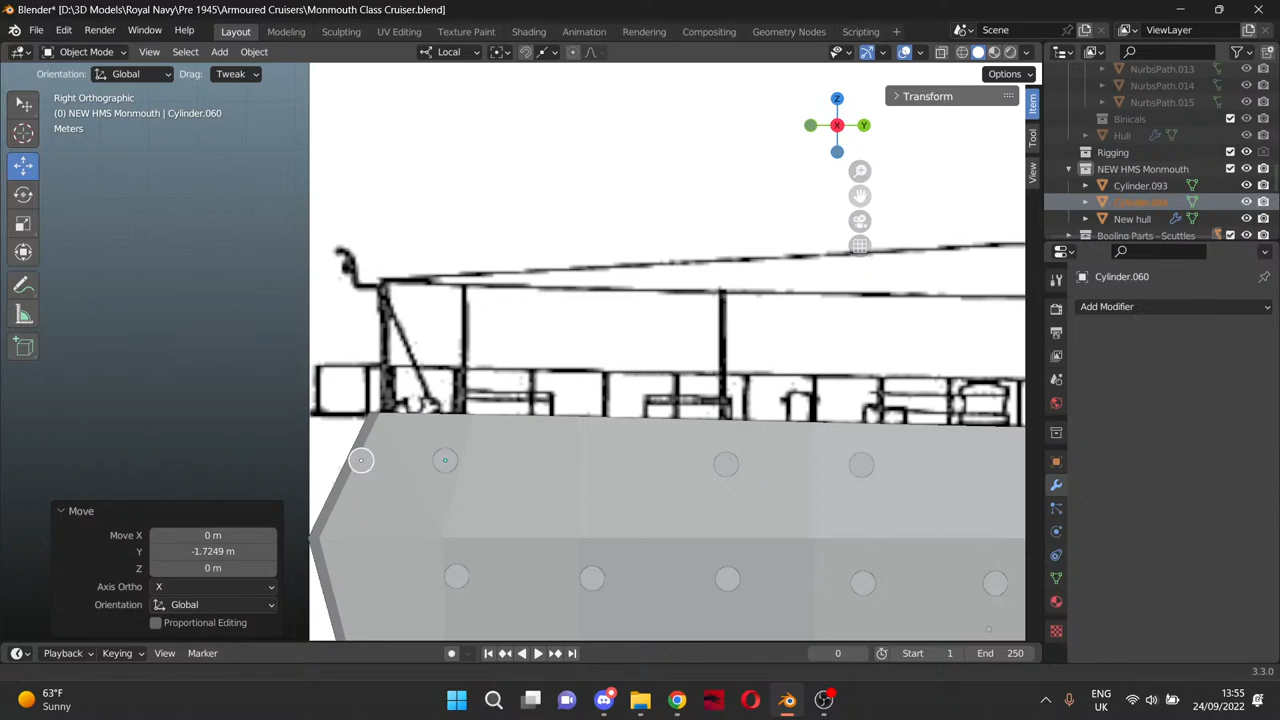 Blender* [D:\3D Models\Royal Navy\Pre 1945\Armoured Cruisers\Monmouth Class Cruiser.blend]
File Edit Render Window Help
Layout Modeling Sculpting UV Editing Texture Paint Shading Animation Rendering Compositing Geometry Nodes Scripting +
Scene ViewLayer
Object Mode View Select Add Object Local
Orientation: Global Drag: Tweak Options
Right Orthographic
(0) NEW HMS Monmouth | Cylinder.060
Meters
Z
X
Y
Transform
Item
Tool
View
NurbsPath.013
NurbsPath.014
NurbsPath.015
Binicals
Hull
Rigging
NEW HMS Monmouth
Cylinder.093
New hull
Booling Parts - Scuttles
Cylinder.060
Add Modifier
Move
Move X 0 m
Y -1.7249 m
Z 0 m
Axis Ortho X
Orientation Global
Proportional Editing
Playback Keying View Marker
0 Start 1 End 250
3.3.0
63°F
Sunny
ENG
UK
13:55
24/09/2022